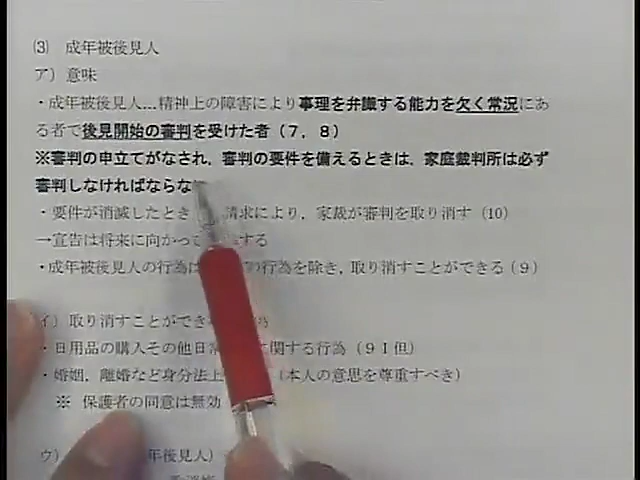 (3) 成年被後見人
ア）意味
・成年被後見人…精神上の障害により事理を弁識する能力を欠く常況にあ
る者で後見開始の審判を受けた者（７，８）
※審判の申立てがなされ，審判の要件を備えるときは，家庭裁判所は必ず
審判しなければならな
・要件が消滅したとき 請求により，家裁が審判を取り消す（10）
→宣告は将来に向かって する
・成年被後見人の行為は の行為を除き，取り消すことができる（９）
イ）取り消すことができ
・日用品の購入その他日常 に関する行為（９Ⅰ但）
・婚姻，離婚など身分法上 （本人の意思を尊重すべき）
※ 保護者の同意は無効
ウ） 年後見人）